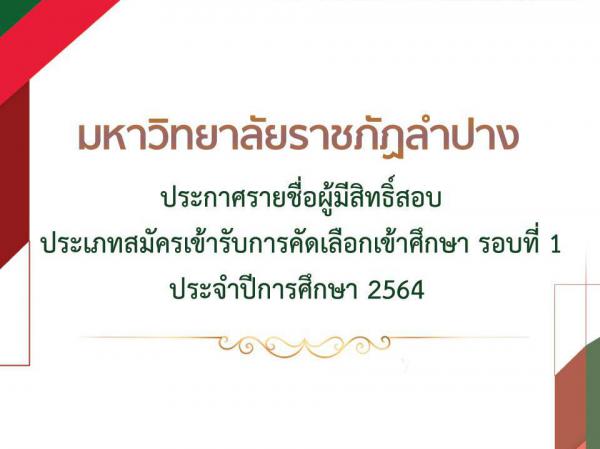 มหาวิทยาลัยราชภัฏลำปาง
ประกาศรายชื่อผู้มีสิทธิ์สอบ
ประเภทสมัครเข้ารับการคัดเลือกเข้าศึกษา รอบที่ 1
ประจำปีการศึกษา 2564